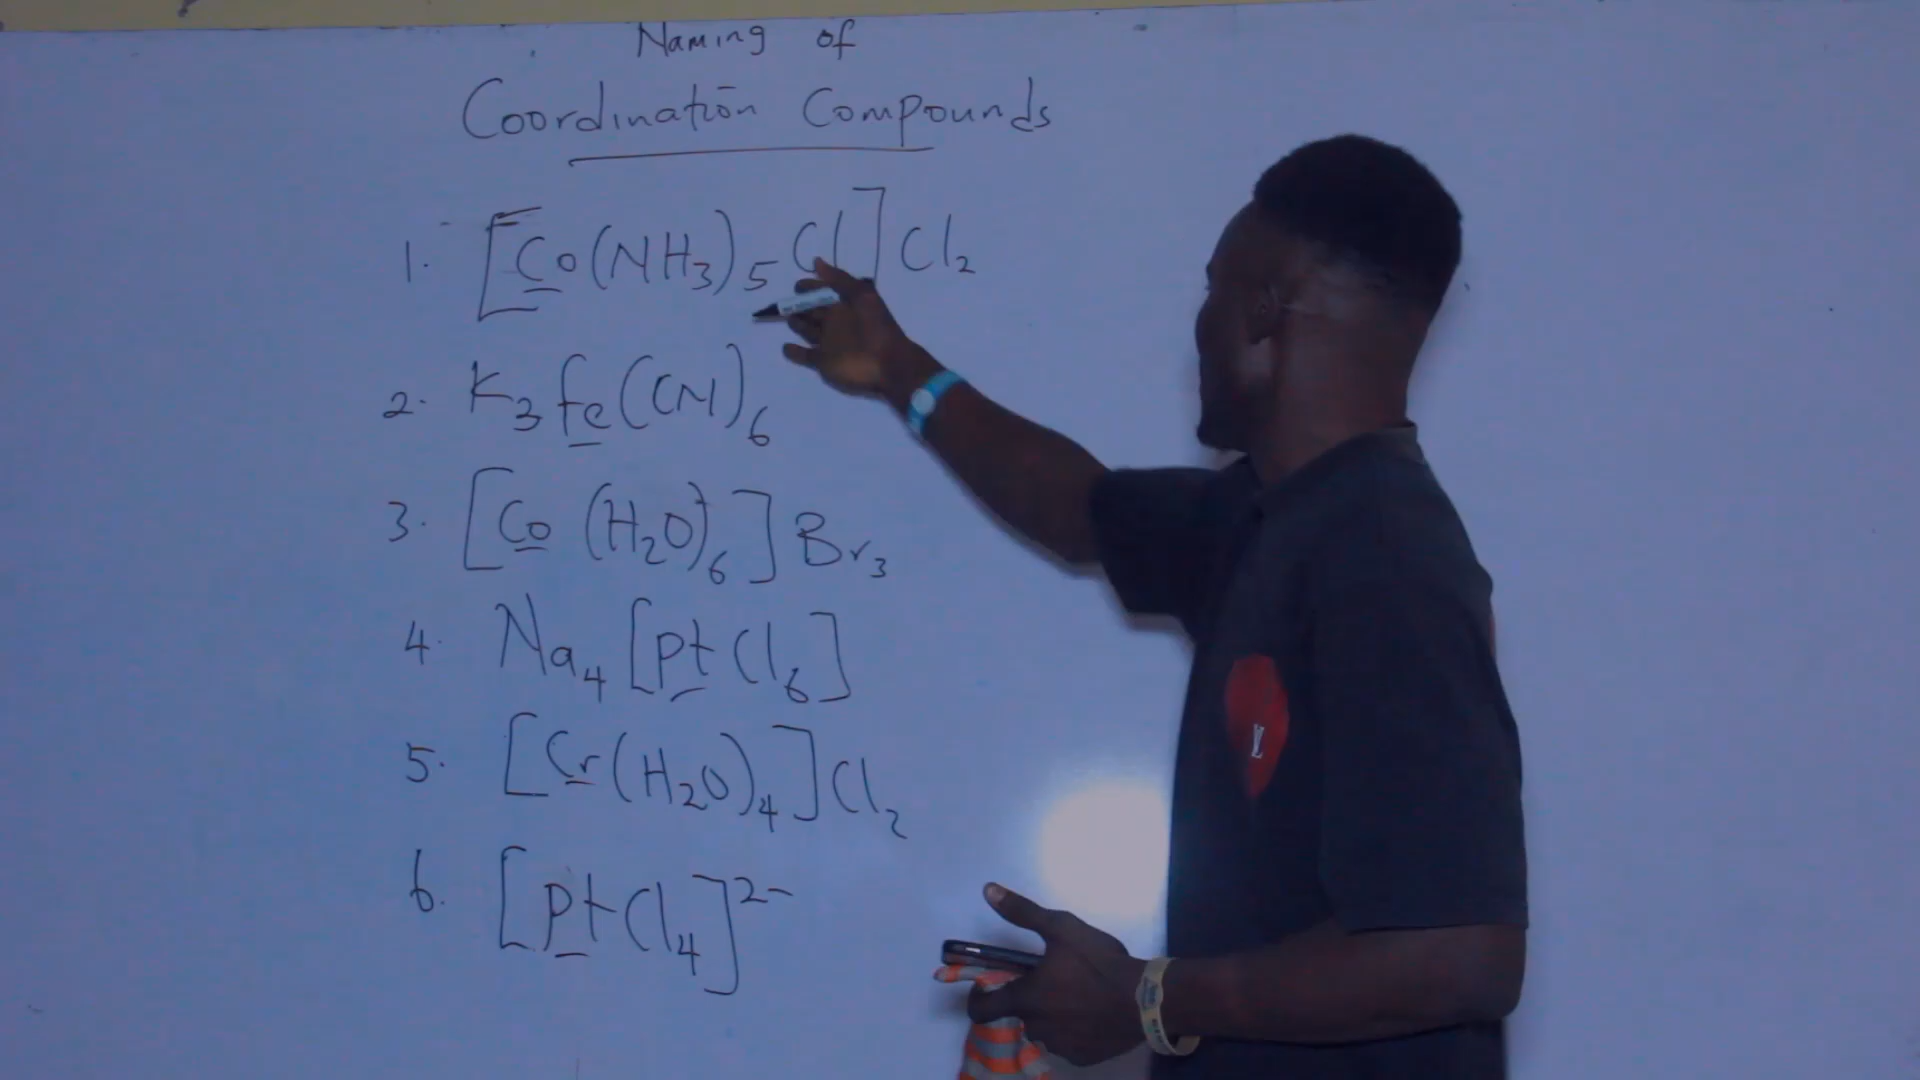 Naming of
Coordination Compounds
1. [Co(NH₃)₅Cl]Cl₂
2. K₃Fe(CN)₆
3. [Co(H₂O)₆]Br₃
4. Na₄[PtCl₆]
5. [Cr(H₂O)₄]Cl₂
6. [PtCl₄]²⁻